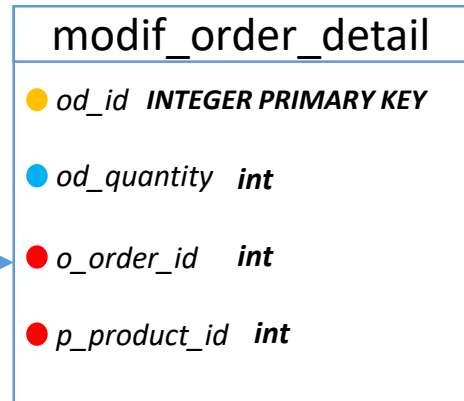 modif_order_detail
od_id INTEGER PRIMARY KEY
od_quantity int
o_order_id int
p_product_id int